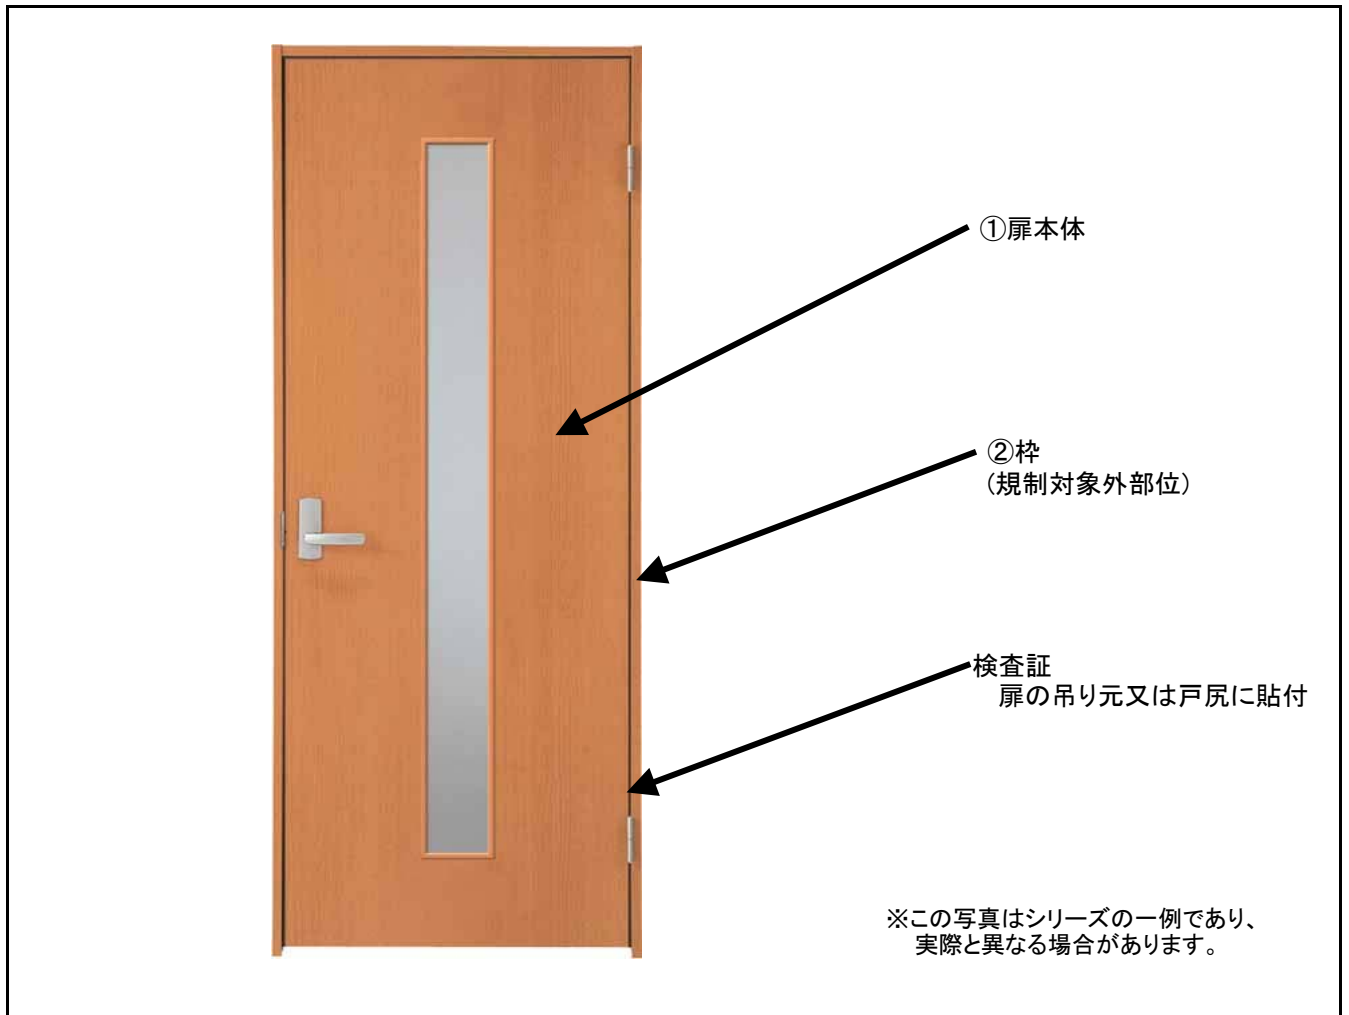 ①扉本体
②枠
(規制対象外部位)
検査証
扉の吊り元又は戸尻に貼付
※この写真はシリーズの一例であり、
実際と異なる場合があります。